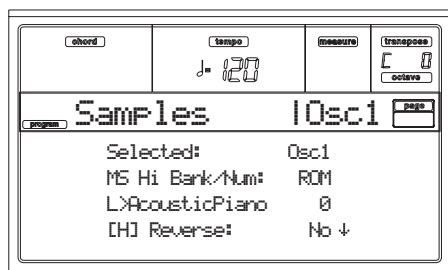 chord tempo measure transpose
♩= 120 C 0
octave
program Samples |Osc1 page
Selected: Osc1
MS Hi Bank/Num: ROM
L>AcousticPiano 0
[H] Reverse: No ↓